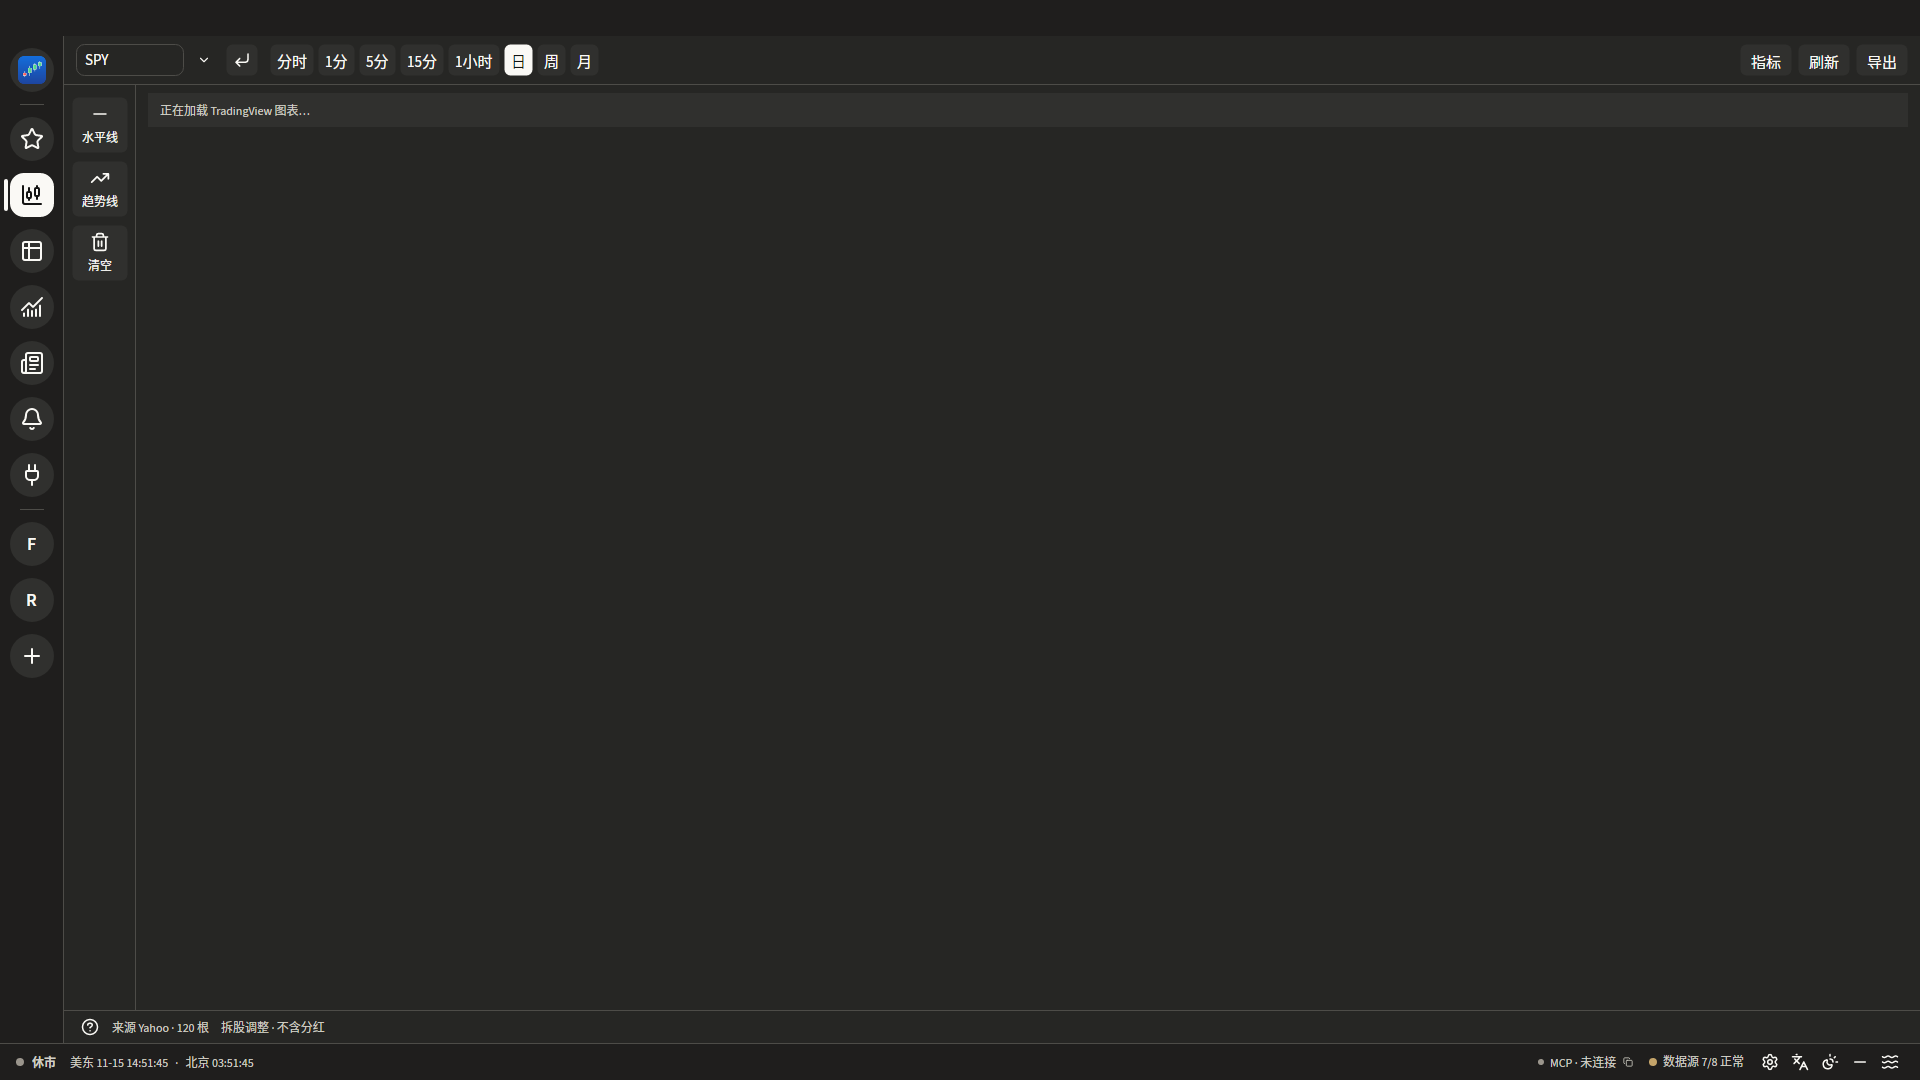 SPY
分时 1分 5分 15分 1小时 日 周 月
指标 刷新 导出
正在加载 TradingView 图表…
水平线
趋势线
清空
F
R
来源 Yahoo · 120 根 拆股调整 · 不含分红
休市 美东 11-15 14:51:45 · 北京 03:51:45
MCP · 未连接 数据源 7/8 正常